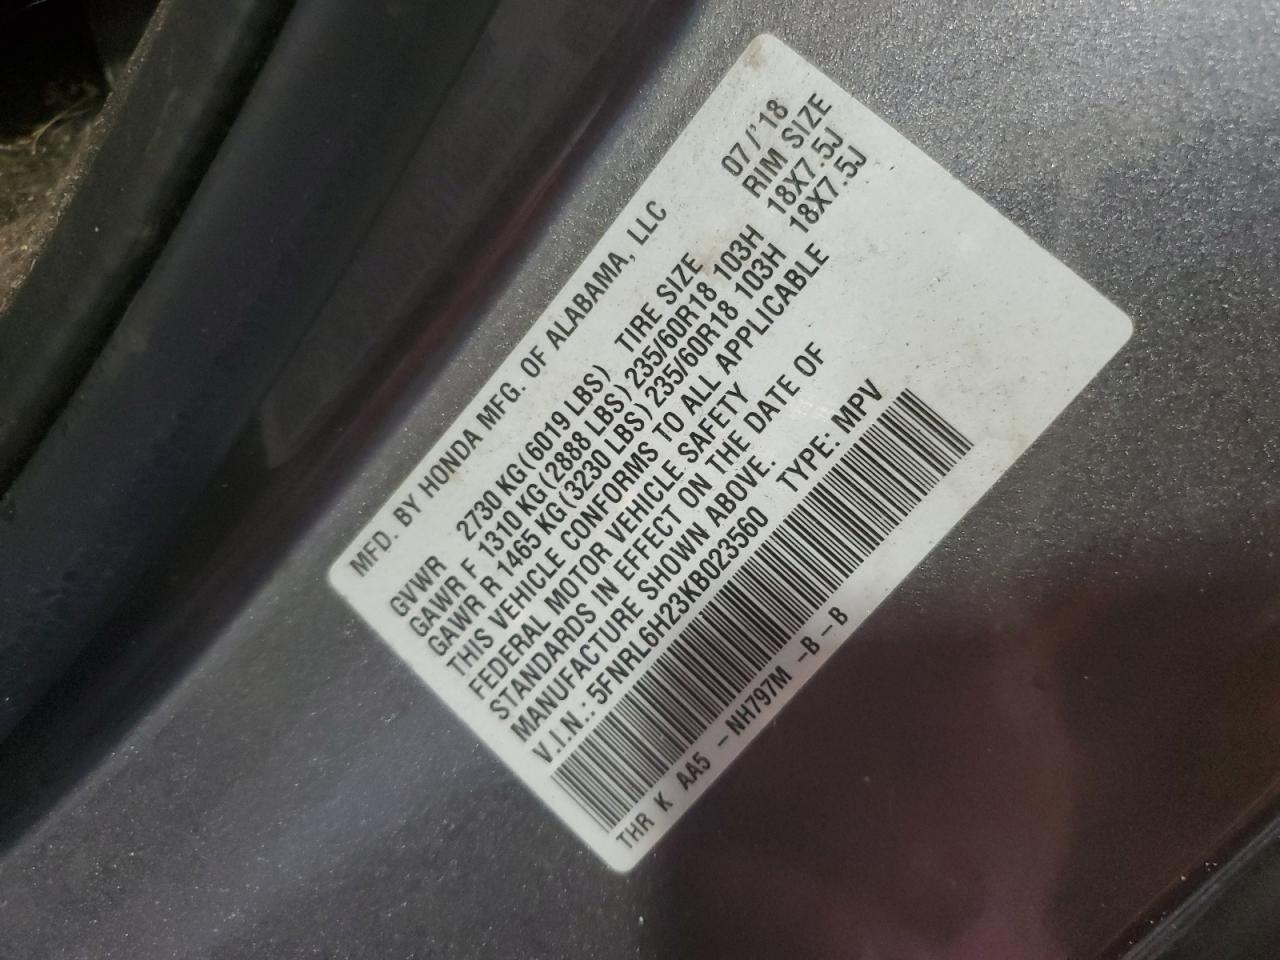 MFD. BY HONDA MFG. OF ALABAMA, LLC 07/'18
GVWR 2730 KG (6019 LBS) TIRE SIZE RIM SIZE
GAWR F 1310 KG (2888 LBS) 235/60R18 103H 18X7.5J
GAWR R 1465 KG (3230 LBS) 235/60R18 103H 18X7.5J
THIS VEHICLE CONFORMS TO ALL APPLICABLE
FEDERAL MOTOR VEHICLE SAFETY
STANDARDS IN EFFECT ON THE DATE OF
MANUFACTURE SHOWN ABOVE.
V.I.N.: 5FNRL6H23KB023560 TYPE: MPV
THR K AA5 -NH797M -B-B